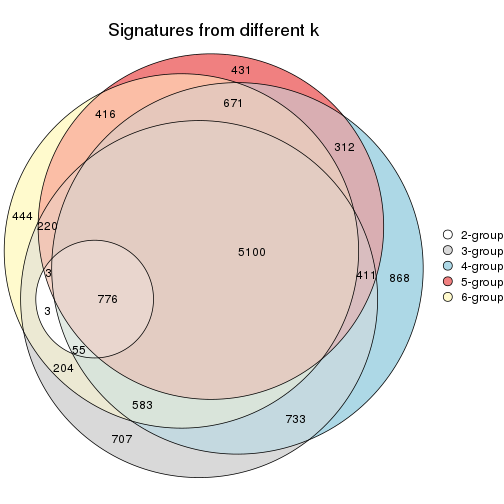 Signatures from different k
431
416
671
312
444
220
5100
3
411
868
776
3
55
204
583
733
707
2-group
3-group
4-group
5-group
6-group